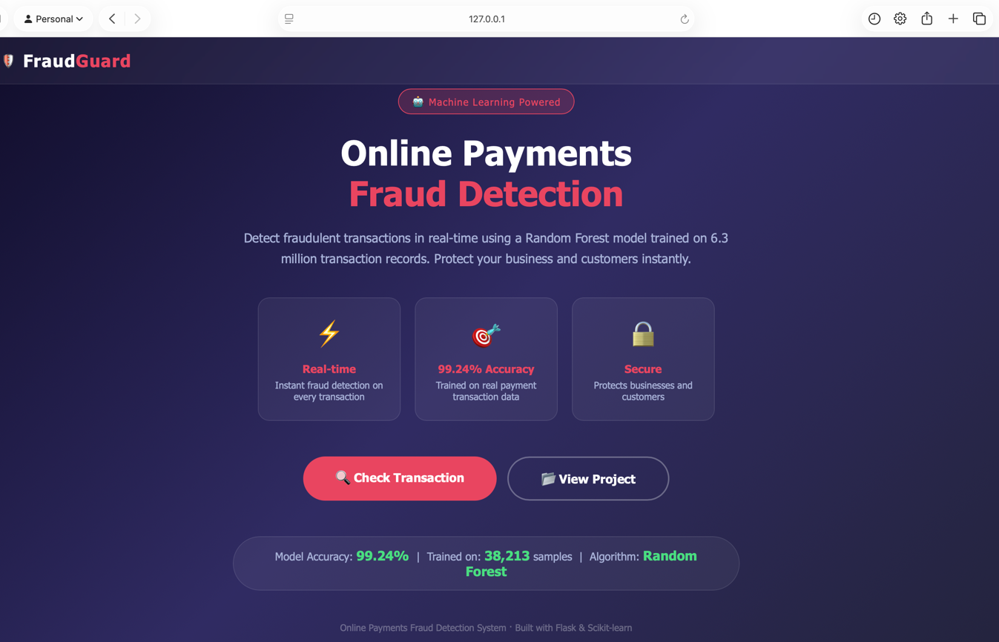 Personal
127.0.0.1
FraudGuard
🤖 Machine Learning Powered
Online Payments
Fraud Detection
Detect fraudulent transactions in real-time using a Random Forest model trained on 6.3
million transaction records. Protect your business and customers instantly.
Real-time
Instant fraud detection on
every transaction
99.24% Accuracy
Trained on real payment
transaction data
Secure
Protects businesses and
customers
🔍 Check Transaction
📁 View Project
Model Accuracy: 99.24% | Trained on: 38,213 samples | Algorithm: Random
Forest
Online Payments Fraud Detection System · Built with Flask & Scikit-learn